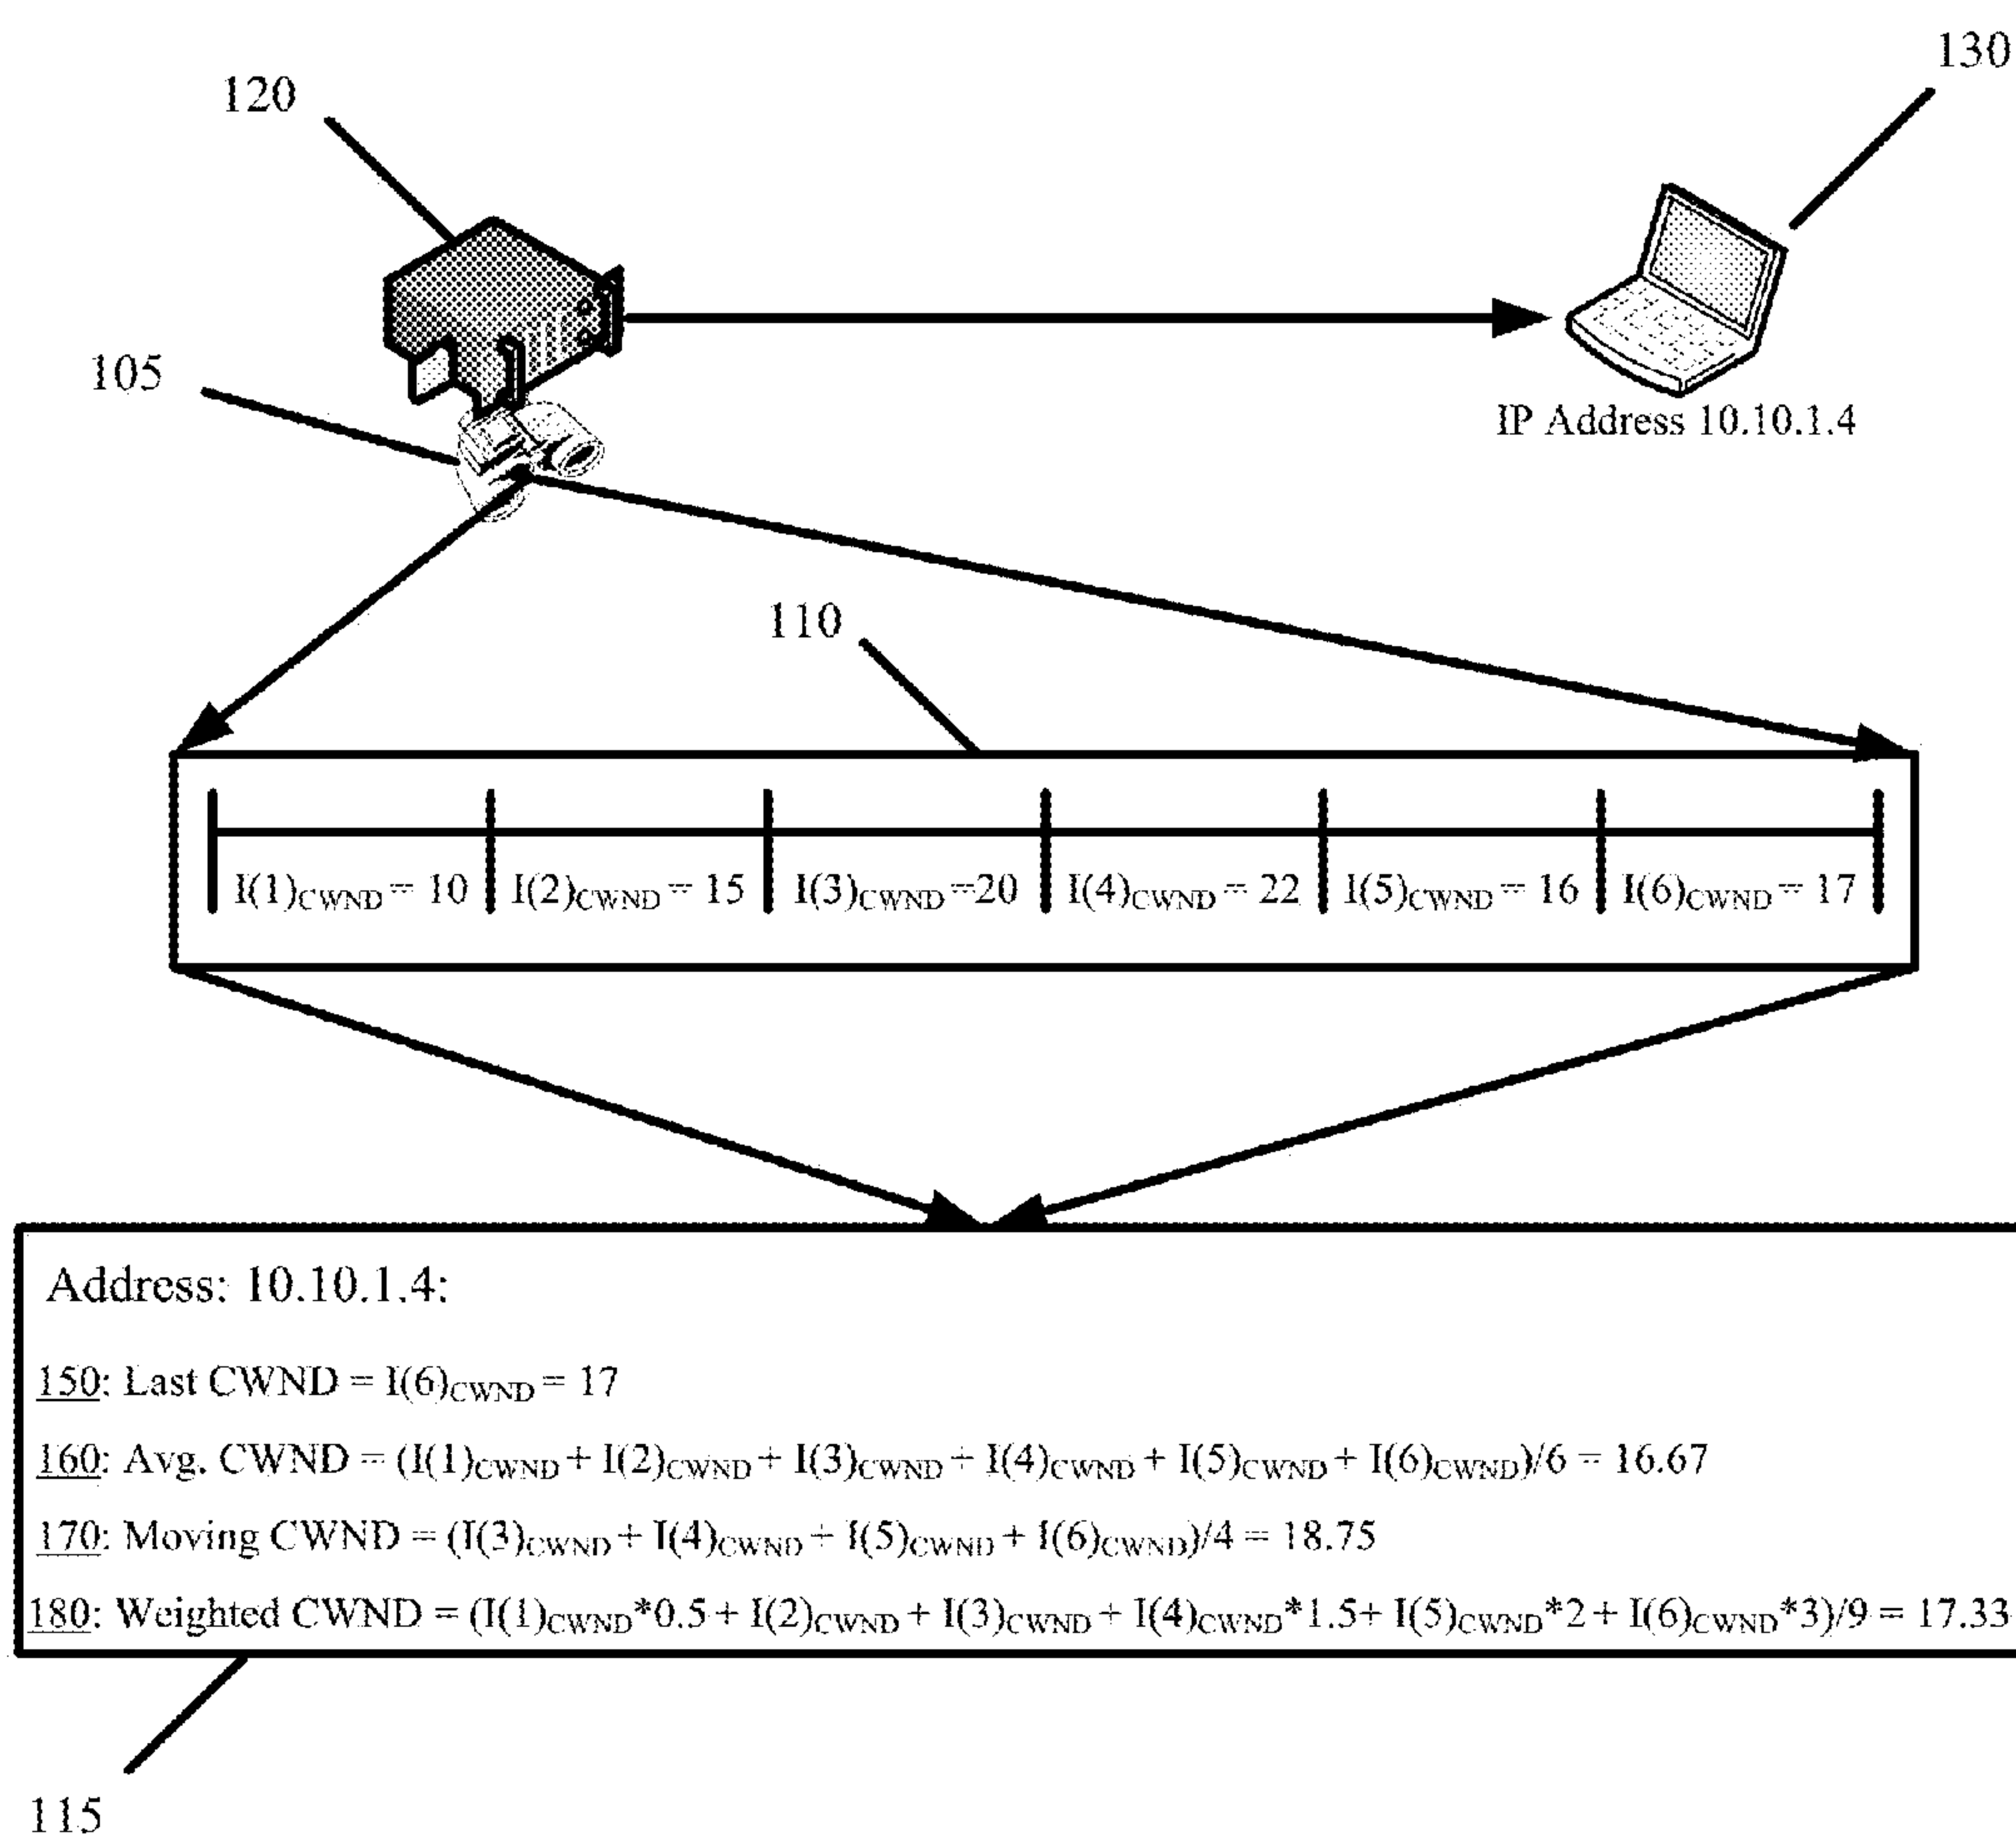 130
120
105
IP Address 10.10.1.4
110
I(1)CWND = 10 I(2)CWND = 15 I(3)CWND =20 I(4)CWND = 22 I(5)CWND = 16 I(6)CWND = 17
Address: 10.10.1.4:
150: Last CWND = I(6)CWND = 17
160: Avg. CWND = (I(1)CWND + I(2)CWND + I(3)CWND + I(4)CWND + I(5)CWND + I(6)CWND)/6 = 16.67
170: Moving CWND = (I(3)CWND + I(4)CWND + I(5)CWND + I(6)CWND)/4 = 18.75
180: Weighted CWND = (I(1)CWND*0.5 + I(2)CWND + I(3)CWND + I(4)CWND*1.5+ I(5)CWND*2 + I(6)CWND*3)/9 = 17.33
115